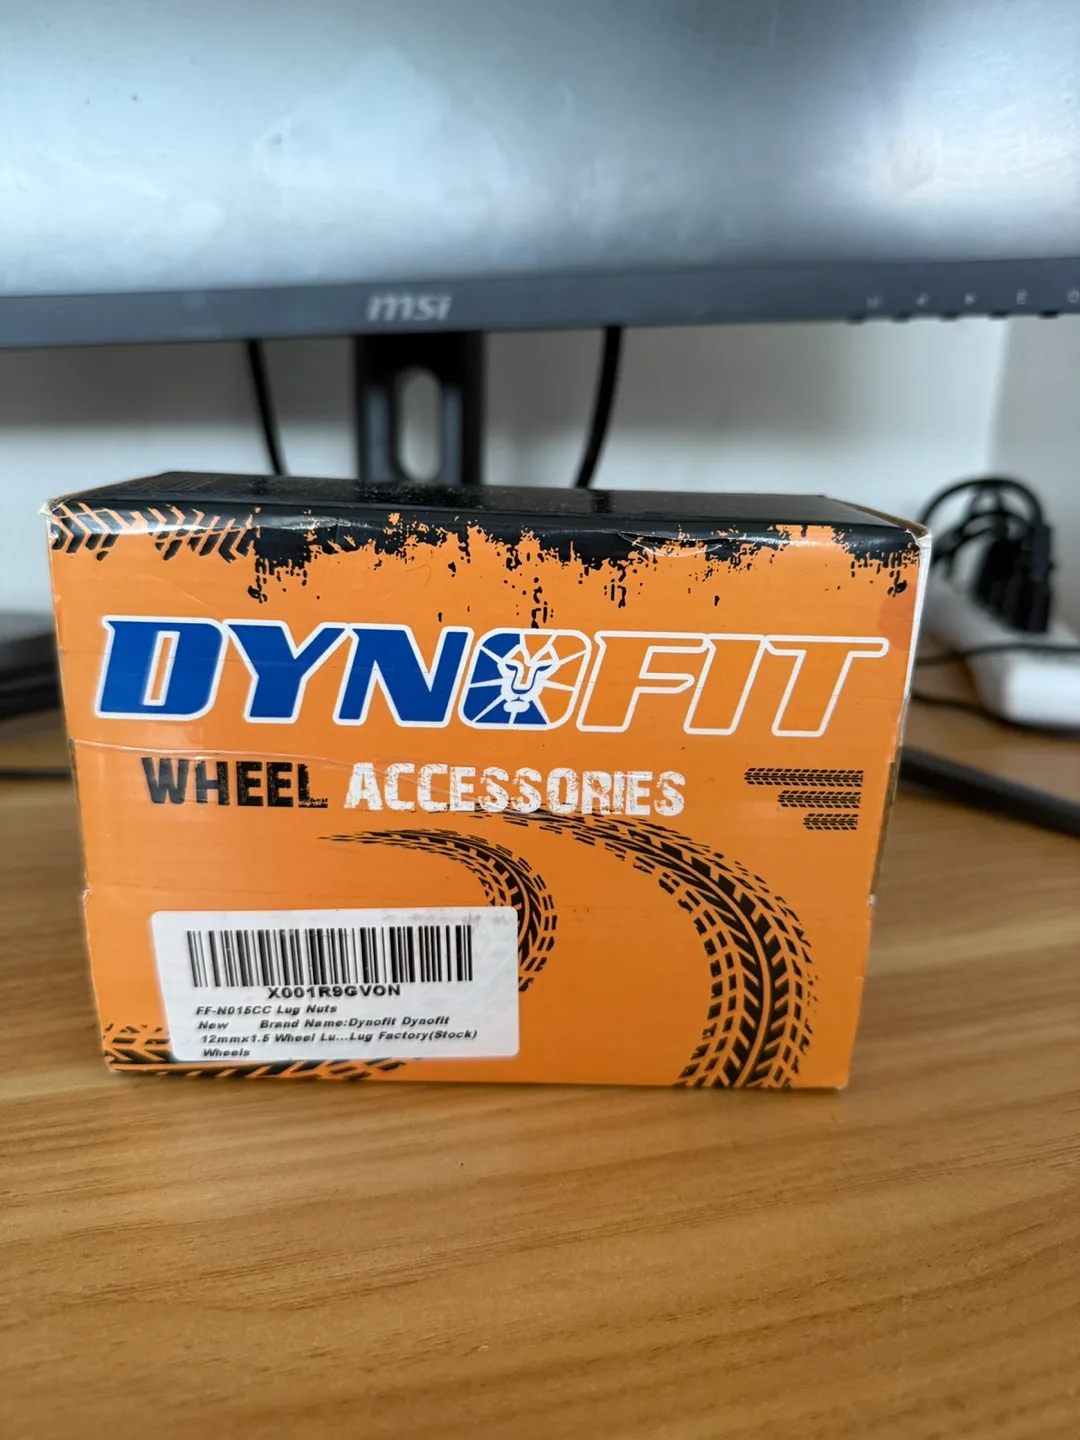 msi
DYNOFIT
WHEEL ACCESSORIES
X001R9GVON
FF-N015CC Lug Nuts
New Brand Name:Dynofit Dynofit
12mmx1.5 Wheel Lu...Lug Factory(Stock)
Wheels